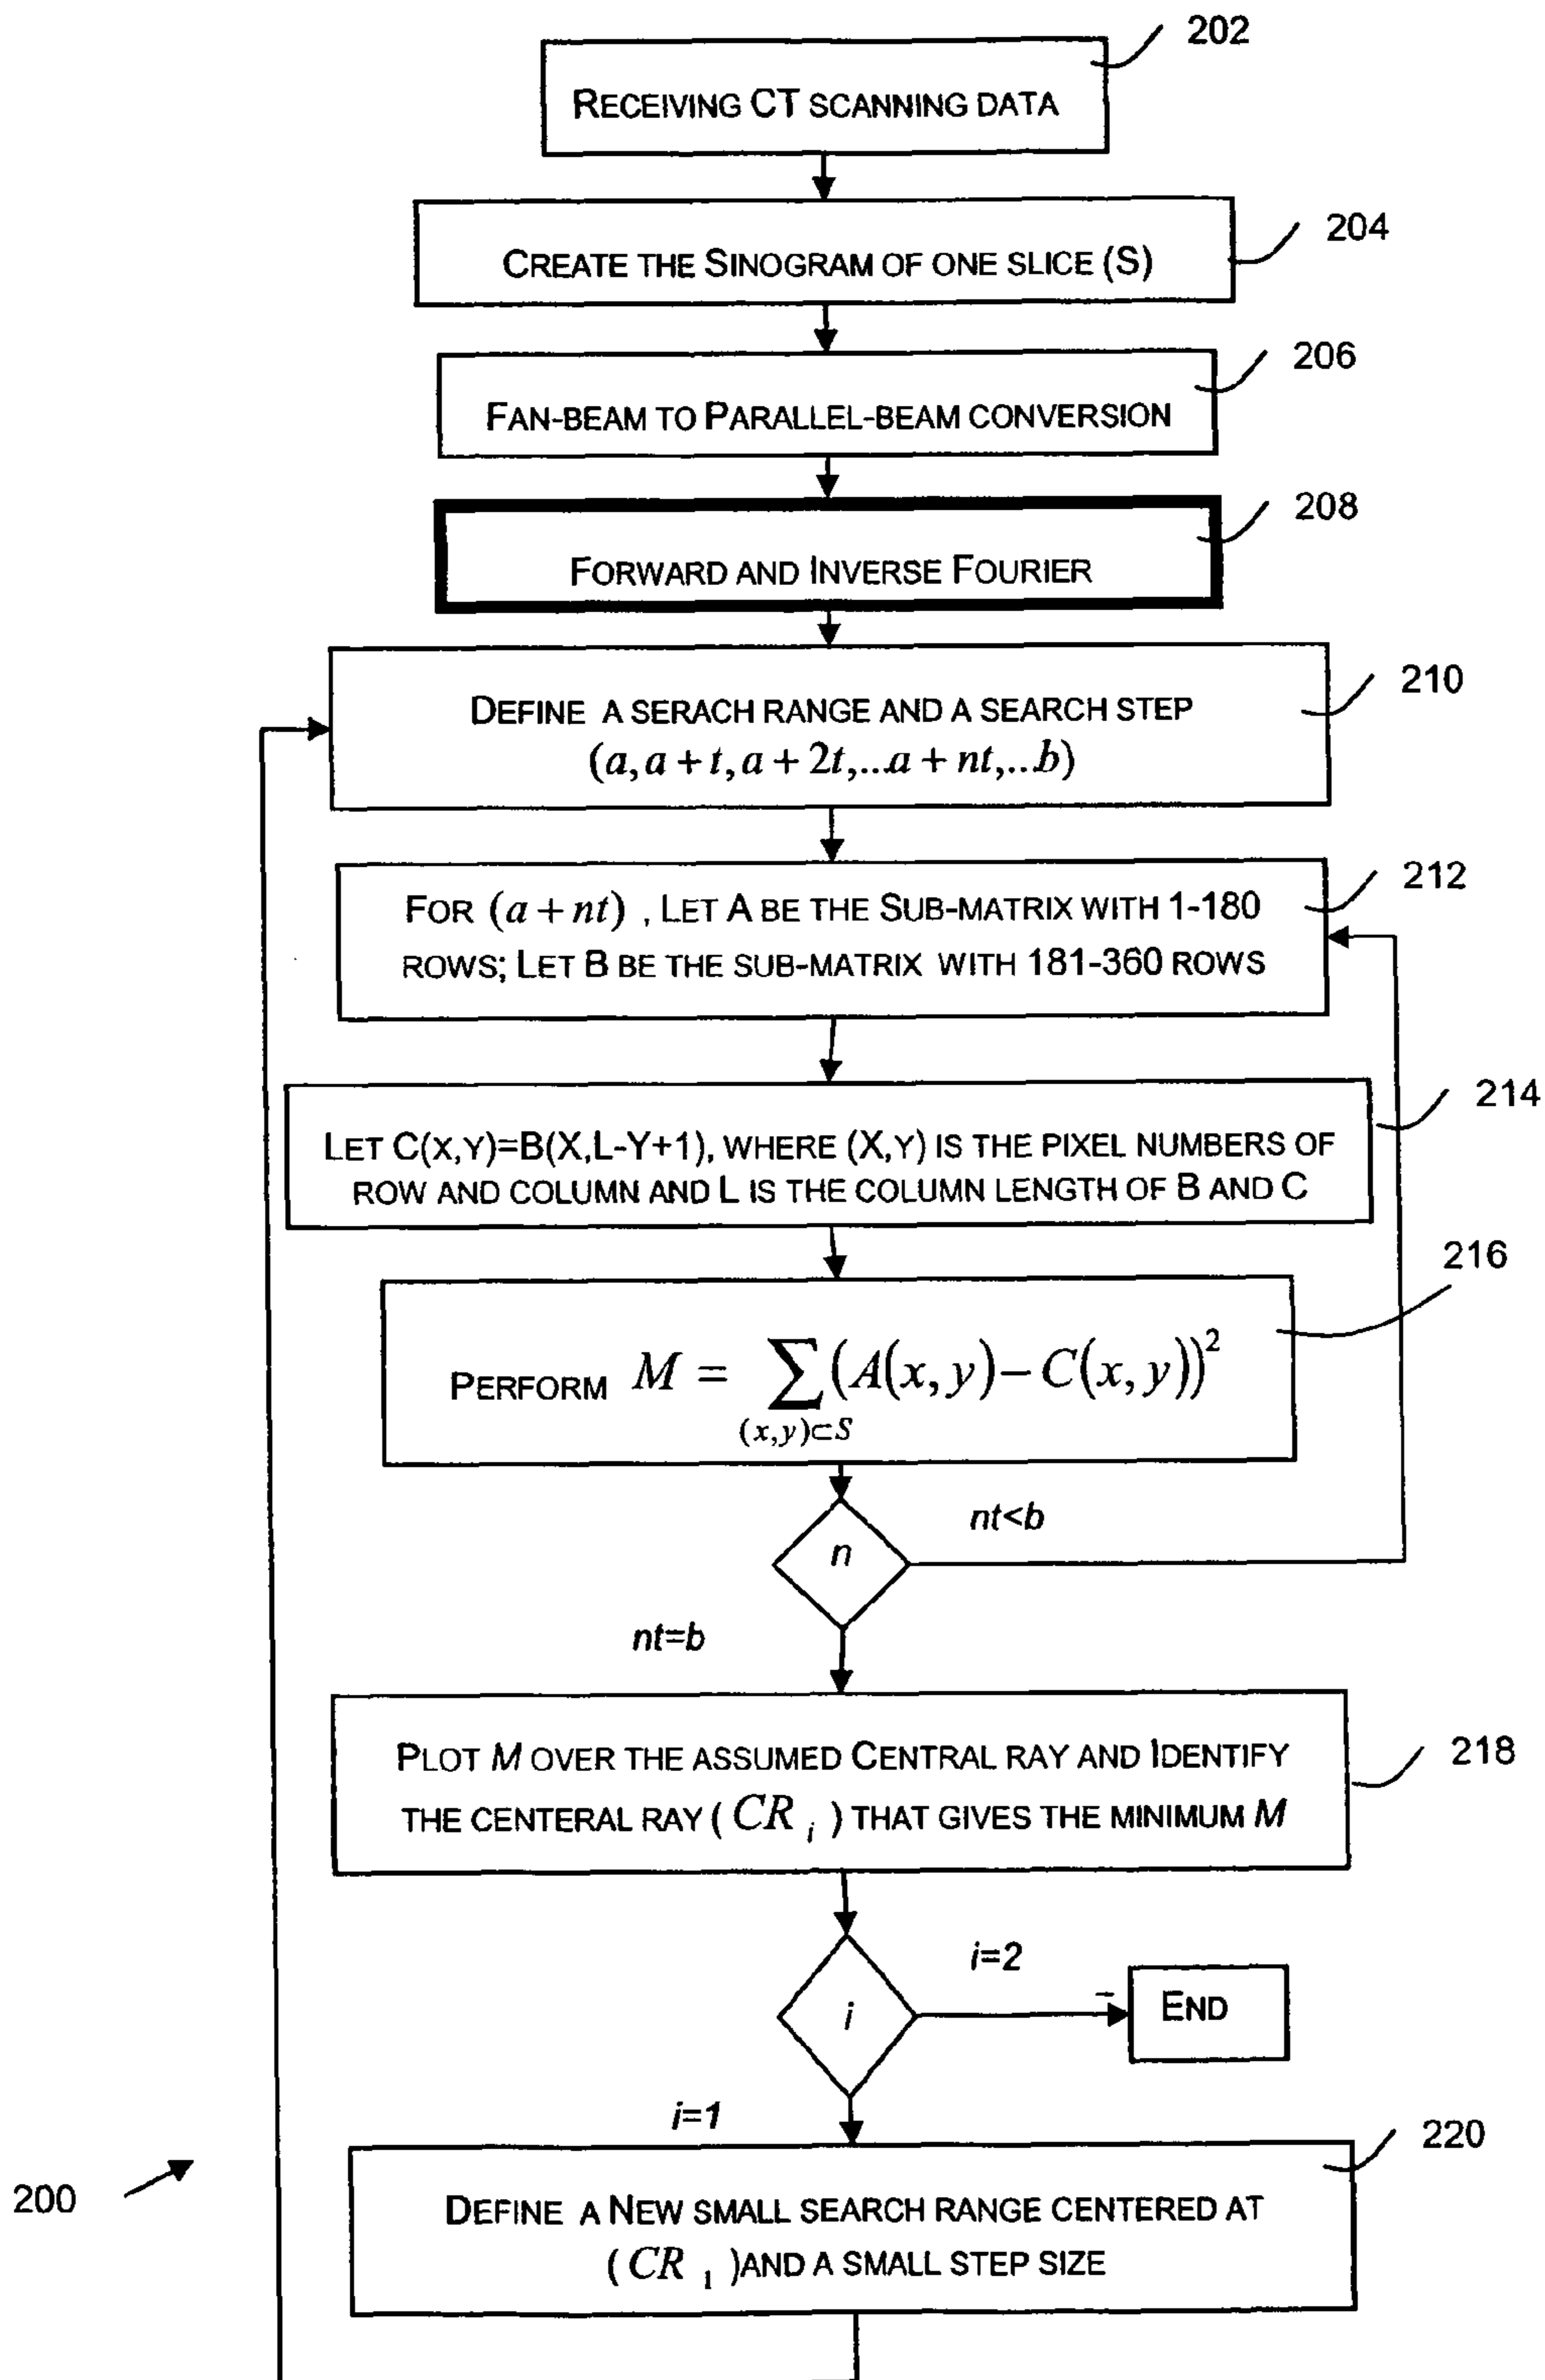 202
RECEIVING CT SCANNING DATA
204
CREATE THE SINOGRAM OF ONE SLICE (S)
206
FAN-BEAM TO PARALLEL-BEAM CONVERSION
208
FORWARD AND INVERSE FOURIER
210
DEFINE A SERACH RANGE AND A SEARCH STEP
(a, a + t, a + 2t,...a + nt,...b)
212
FOR (a + nt) , LET A BE THE SUB-MATRIX WITH 1-180
ROWS; LET B BE THE SUB-MATRIX WITH 181-360 ROWS
214
LET C(X,Y)=B(X,L-Y+1), WHERE (X,Y) IS THE PIXEL NUMBERS OF
ROW AND COLUMN AND L IS THE COLUMN LENGTH OF B AND C
216
PERFORM M = ∑ (A(x, y) – C(x, y))²
(x,y)⊂S
nt<b
n
nt=b
218
PLOT M OVER THE ASSUMED CENTRAL RAY AND IDENTIFY
THE CENTERAL RAY ( CR i ) THAT GIVES THE MINIMUM M
i=2
i
END
i=1
220
200
DEFINE A NEW SMALL SEARCH RANGE CENTERED AT
( CR 1 )AND A SMALL STEP SIZE